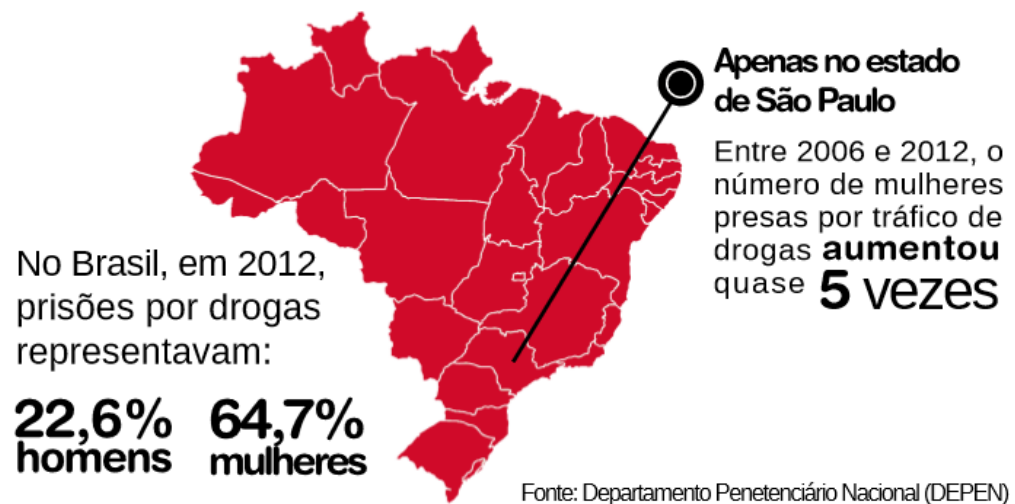 Apenas no estado
de São Paulo
Entre 2006 e 2012, o
número de mulheres
presas por tráfico de
drogas aumentou
quase 5 vezes
No Brasil, em 2012,
prisões por drogas
representavam:
22,6% 64,7%
homens mulheres
Fonte: Departamento Penetenciário Nacional (DEPEN)